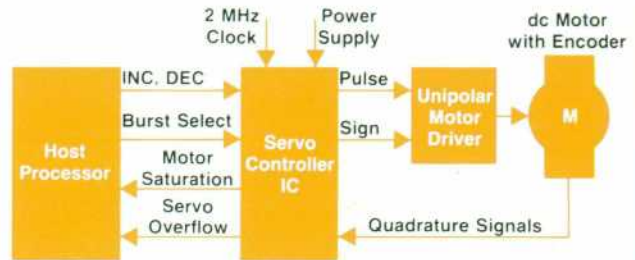 2 MHz
Clock
Power
Supply
dc Motor
with Encoder
INC. DEC
Pulse
Burst Select
Sign
Motor
Saturation
Servo
Overflow
Host
Processor
Servo
Controller
IC
Unipolar
Motor
Driver
M
Quadrature Signals